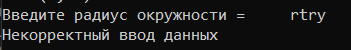 Введите радиус окружности =     rtry
Некорректный ввод данных